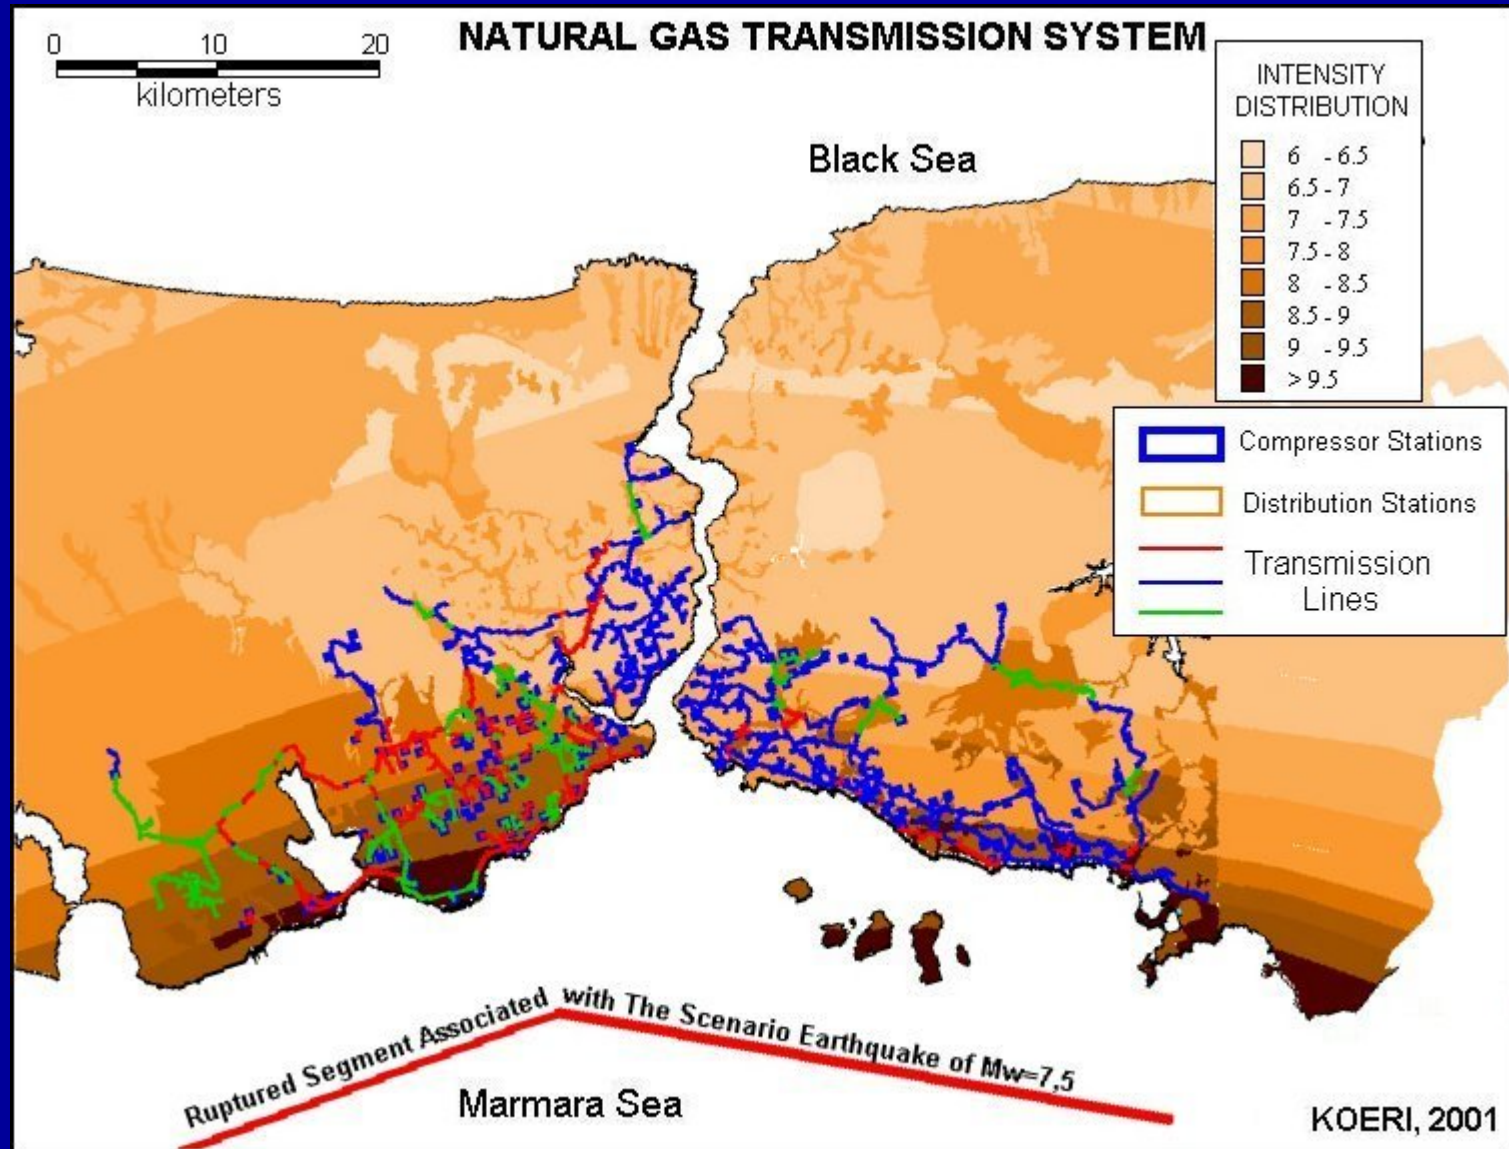 NATURAL GAS TRANSMISSION SYSTEM
0 10 20
kilometers
INTENSITY
DISTRIBUTION
6 - 6.5
6.5 - 7
7 - 7.5
7.5 - 8
8 - 8.5
8.5 - 9
9 - 9.5
> 9.5
Black Sea
Compressor Stations
Distribution Stations
Transmission
Lines
Ruptured Segment Associated with The Scenario Earthquake of Mw=7,5
Marmara Sea
KOERI, 2001